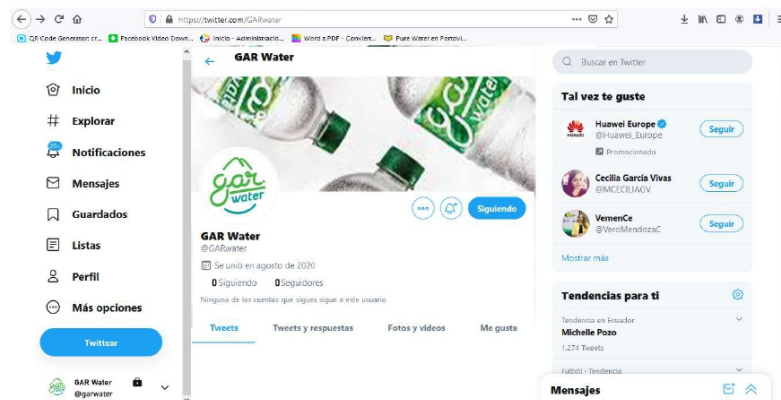 https://twitter.com/GARwater
QR Code Generator: cr...
Facebook Video Down...
Inicio - Administració...
Word a PDF - Conviert...
Pure Water en Portovi...
GAR Water
Inicio
Explorar
20+
Notificaciones
Mensajes
Guardados
Listas
Perfil
Más opciones
Twittear
GAR Water
@garwater
gar
water
gar
water
Siguiendo
GAR Water
@GARwater
Se unió en agosto de 2020
0 Siguiendo 0 Seguidores
Ninguna de las cuentas que sigues sigue a este usuario
Tweets Tweets y respuestas Fotos y videos Me gusta
Buscar en Twitter
Tal vez te guste
HUAWEI
Huawei Europe
@Huawei_Europe
Seguir
Promocionado
Cecilia García Vivas
@MCECILIAGV
Seguir
VemenCe
@VeroMendozaC
Seguir
Mostrar más
Tendencias para ti
Tendencia en Ecuador
Michelle Pozo
1.274 Tweets
Fútbol · Tendencia
Mensajes